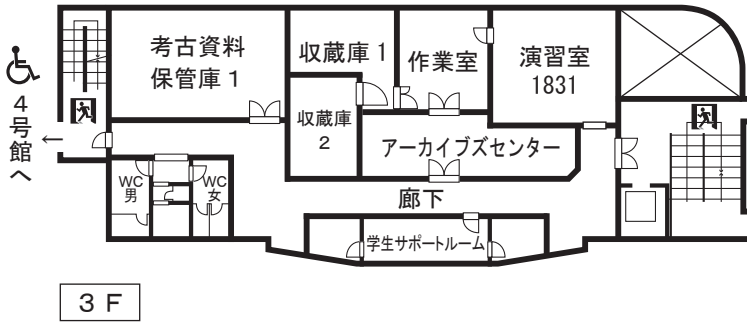 4号館へ
←
考古資料
保管庫1
収蔵庫1
収蔵庫
2
作業室
演習室
1831
アーカイブズセンター
WC
男
WC
女
廊下
学生サポートルーム
3F